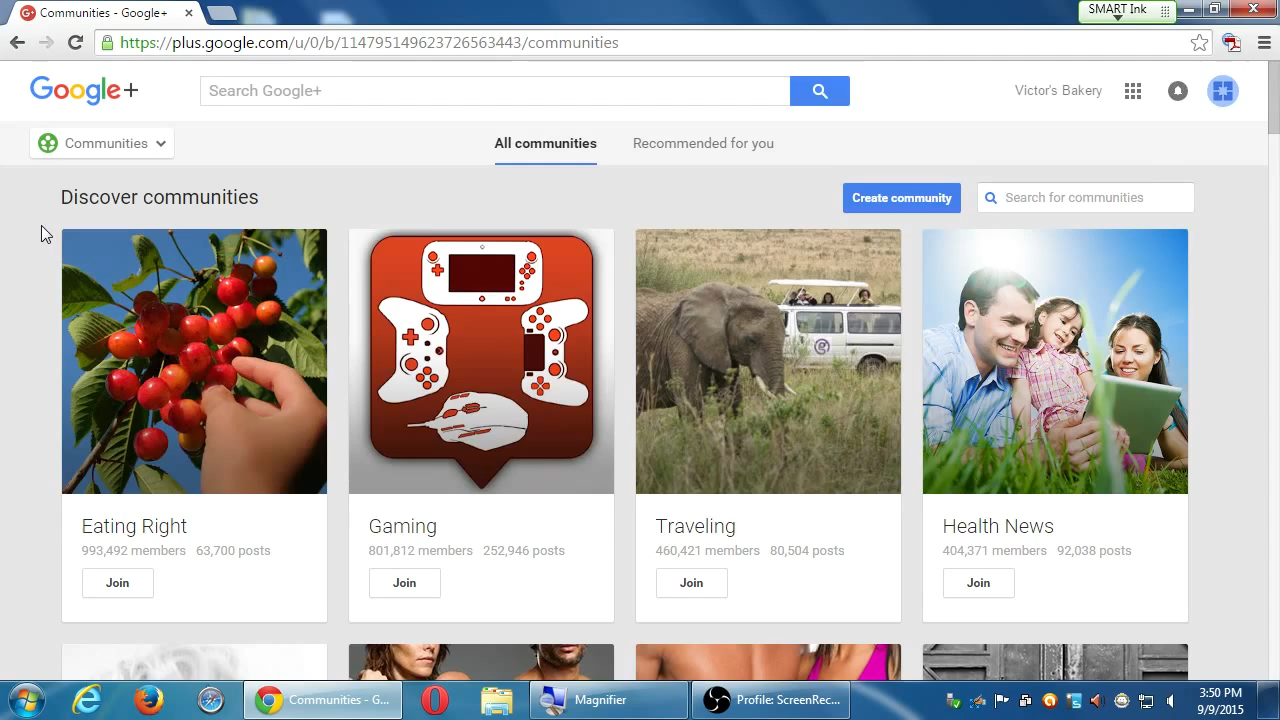 Communities - Google+
SMART Ink
https://plus.google.com/u/0/b/114795149623726563443/communities
Google+
Search Google+
Victor's Bakery
Communities
All communities
Recommended for you
Discover communities
Create community
Search for communities
Eating Right
993,492 members 63,700 posts
Join
Gaming
801,812 members 252,946 posts
Join
Traveling
460,421 members 80,504 posts
Join
Health News
404,371 members 92,038 posts
Join
Communities - G...
Magnifier
Profile: ScreenRec...
3:50 PM
9/9/2015